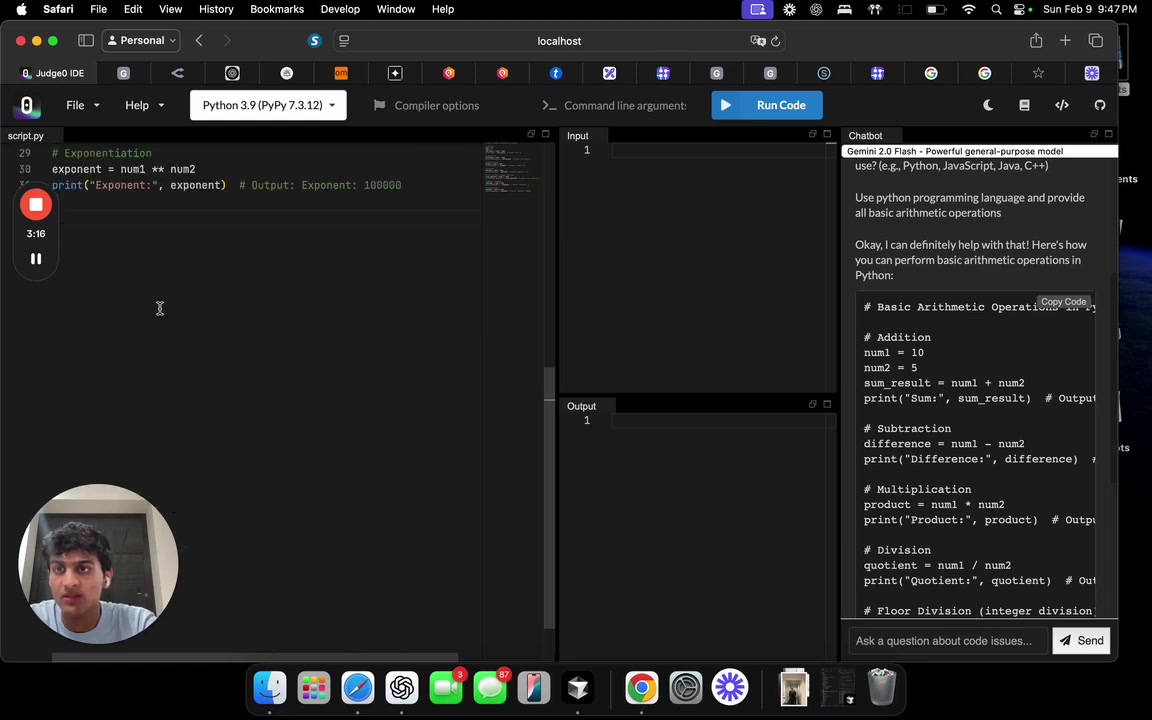 Safari File Edit View History Bookmarks Develop Window Help Sun Feb 9 9:47 PM
Personal localhost
Judge0 IDE
File Help Python 3.9 (PyPy 7.3.12) Compiler options Command line arguments Run Code
script.py
29 # Exponentiation
30 exponent = num1 ** num2
print("Exponent:", exponent) # Output: Exponent: 100000
3:16
Input
1
Output
1
Chatbot
Gemini 2.0 Flash - Powerful general-purpose model
use? (e.g., Python, JavaScript, Java, C++)
Use python programming language and provide
all basic arithmetic operations
Okay, I can definitely help with that! Here's how
you can perform basic arithmetic operations in
Python:
Copy Code
# Basic Arithmetic Operations in Py
# Addition
num1 = 10
num2 = 5
sum_result = num1 + num2
print("Sum:", sum_result) # Output
# Subtraction
difference = num1 - num2
print("Difference:", difference) #
# Multiplication
product = num1 * num2
print("Product:", product) # Outpu
# Division
quotient = num1 / num2
print("Quotient:", quotient) # Out
# Floor Division (integer division)
Ask a question about code issues... Send
3
87